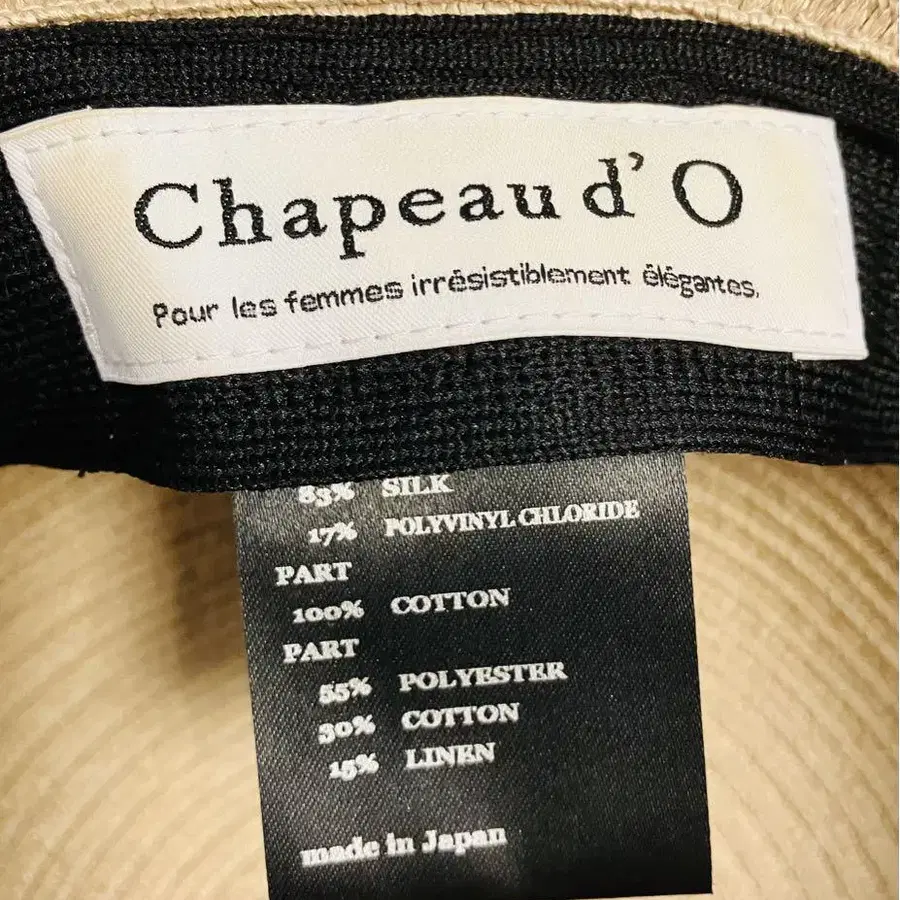 Chapeau d'O
Pour les femmes irrésistiblement élégantes.
83% SILK
17% POLYVINYL CHLORIDE
PART
100% COTTON
PART
55% POLYESTER
30% COTTON
15% LINEN
made in Japan